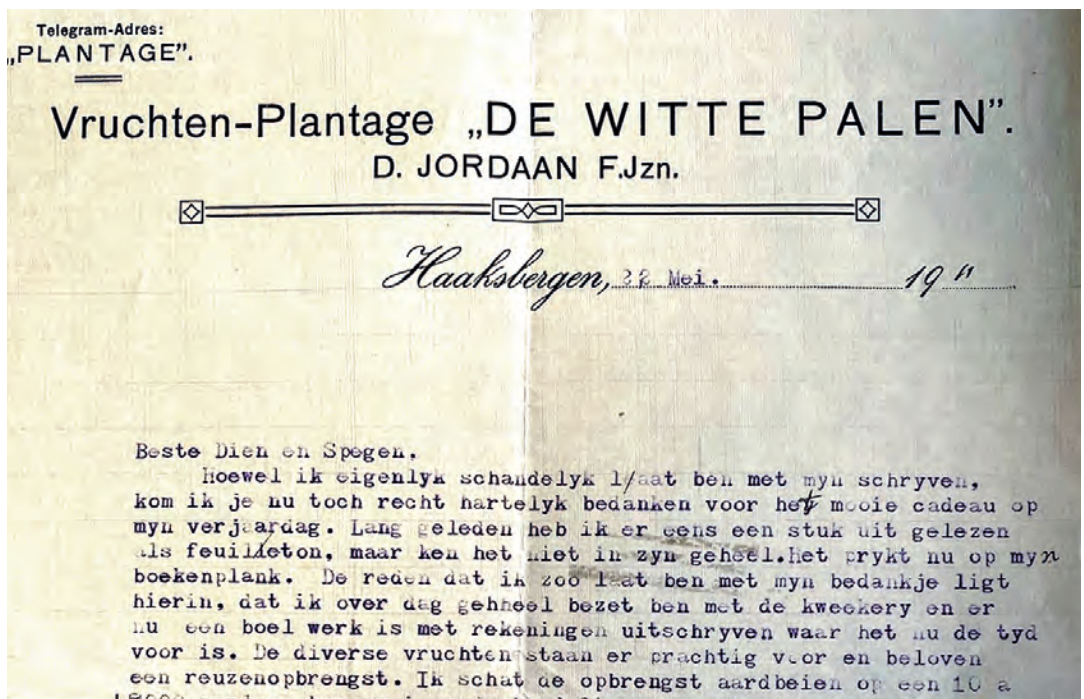 Telegram-Adres:
„PLANTAGE".
Vruchten-Plantage „DE WITTE PALEN".
D. JORDAAN F.Jzn.
Haaksbergen, 22 Mei. 19 11
Beste Dien en Spegen.
Hoewel ik eigenlyk schandelyk l/aat ben met myn schryven,
kom ik je nu toch recht hartelyk bedanken voor het mooie cadeau op
myn verjaardag. Lang geleden heb ik er eens een stuk uit gelezen
als feuilleton, maar ken het niet in zyn geheel.Het prykt nu op myn
boekenplank. De reden dat ik zoo laat ben met myn bedankje ligt
hierin, dat ik over dag geheel bezet ben met de kweekery en er
nu een boel werk is met rekeningen uitschryven waar het nu de tyd
voor is. De diverse vruchten staan er prachtig voor en beloven
een reuzenopbrengst. Ik schat de opbrengst aardbeien op een 10 a